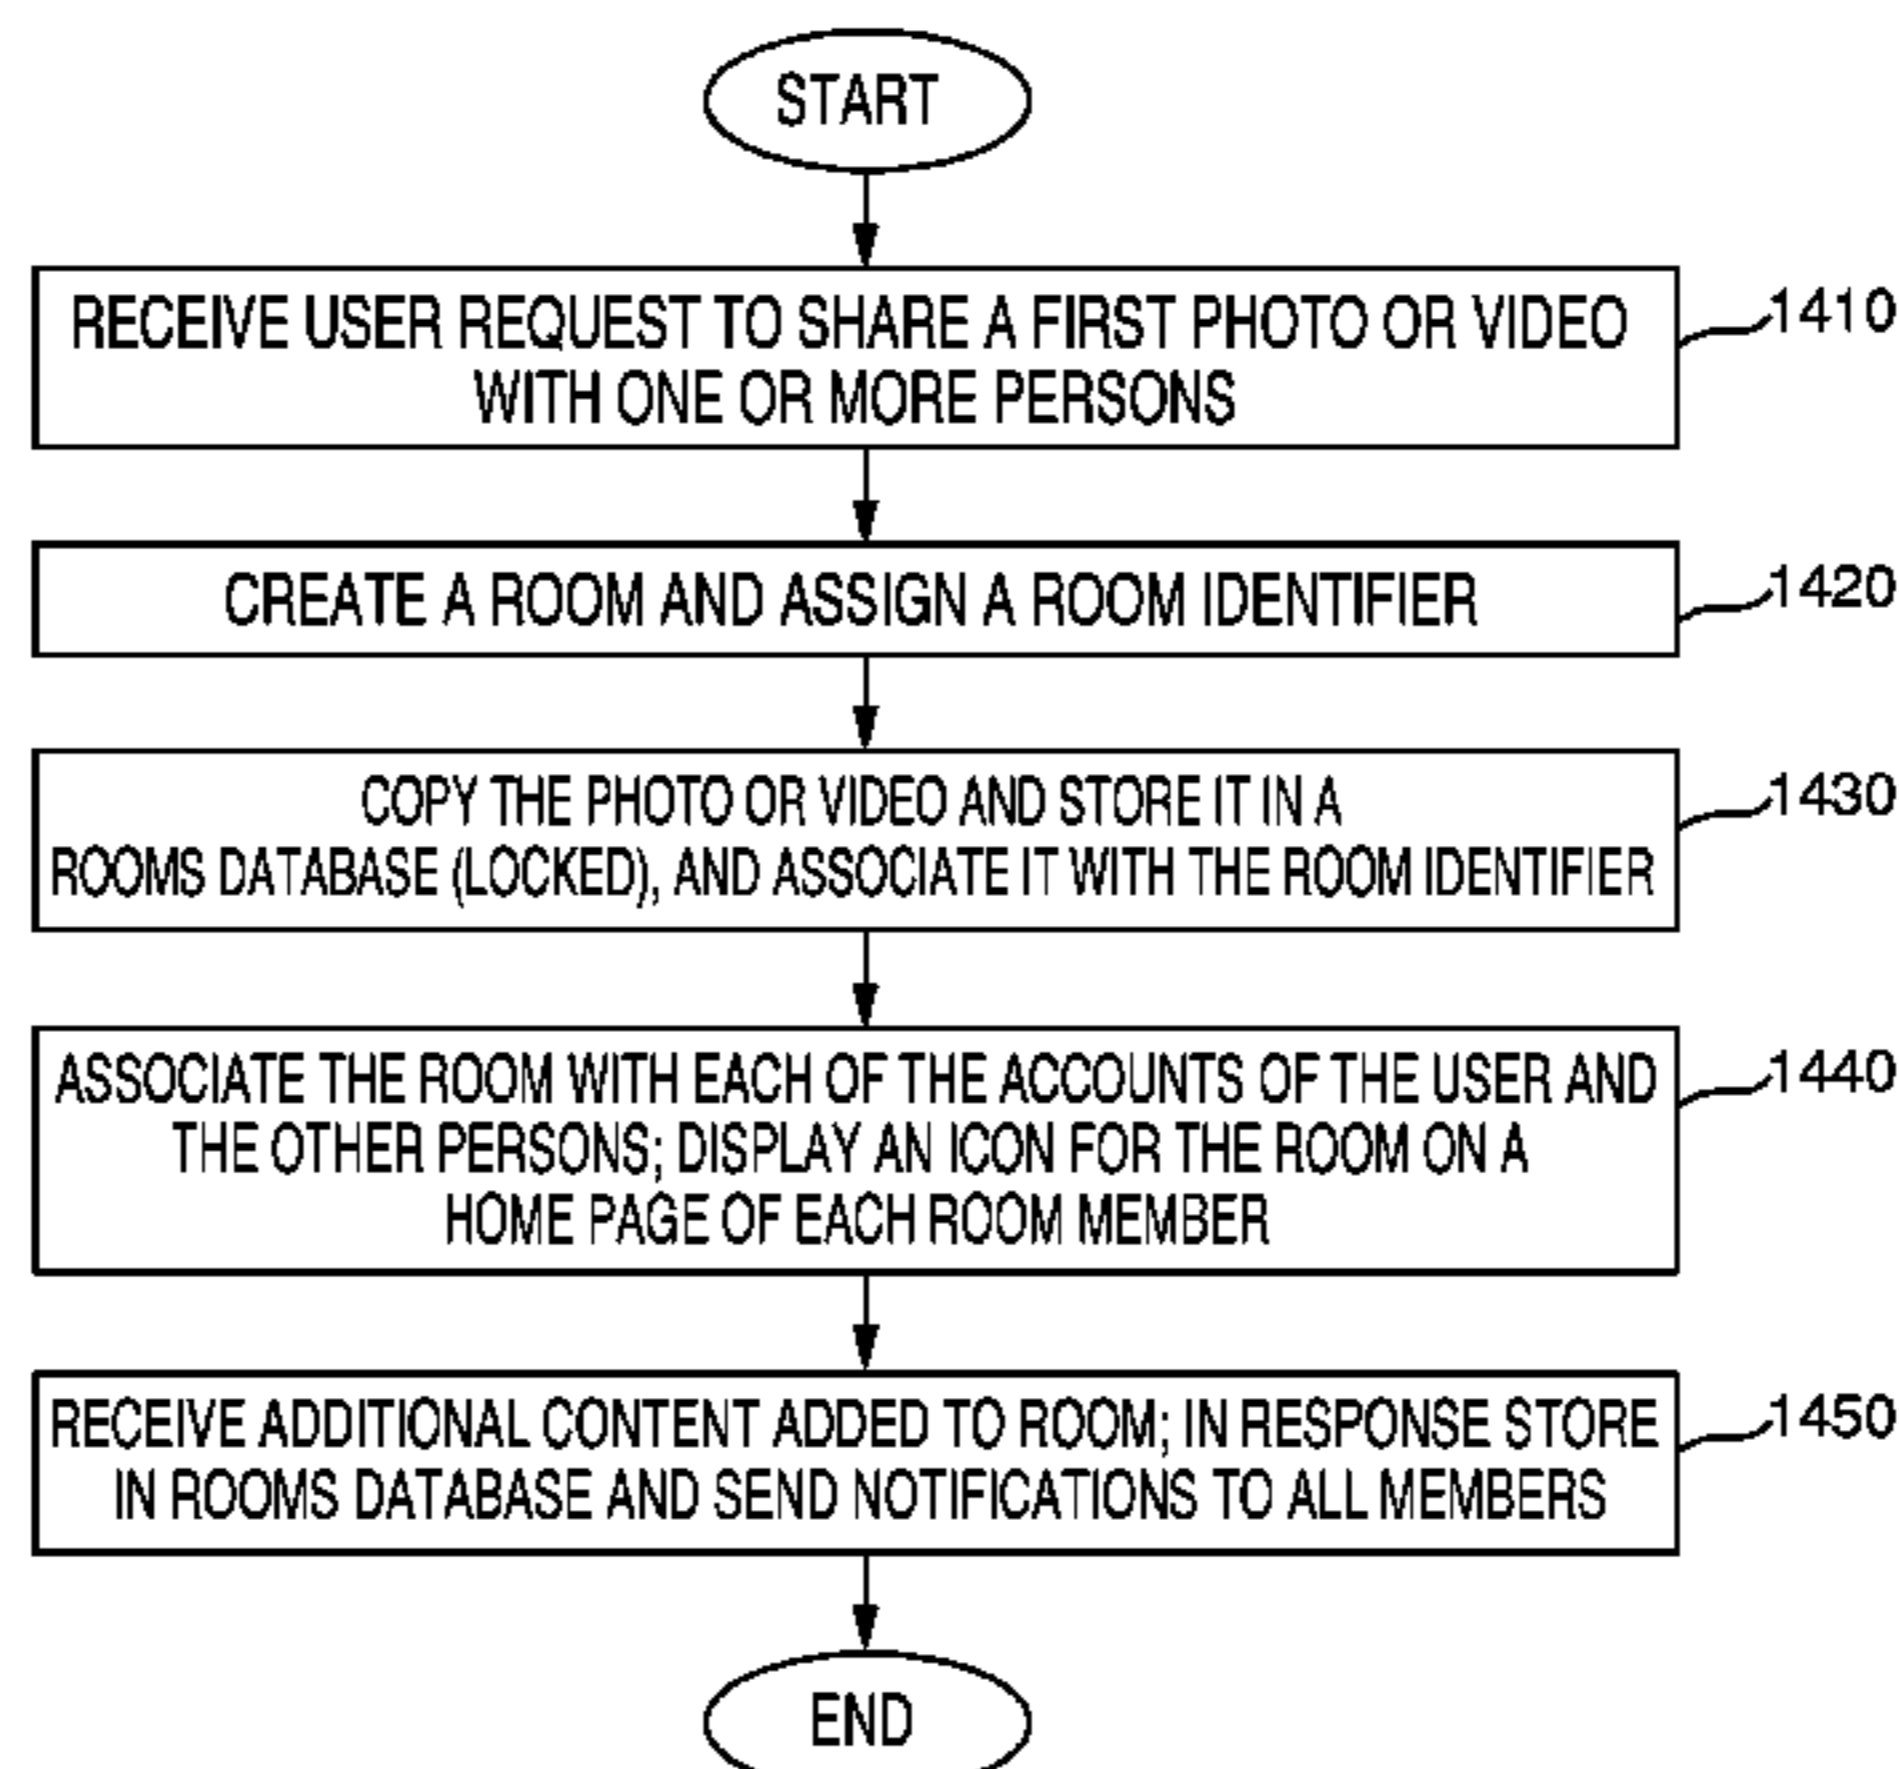 START
RECEIVE USER REQUEST TO SHARE A FIRST PHOTO OR VIDEO
WITH ONE OR MORE PERSONS
1410
CREATE A ROOM AND ASSIGN A ROOM IDENTIFIER
1420
COPY THE PHOTO OR VIDEO AND STORE IT IN A
ROOMS DATABASE (LOCKED), AND ASSOCIATE IT WITH THE ROOM IDENTIFIER
1430
ASSOCIATE THE ROOM WITH EACH OF THE ACCOUNTS OF THE USER AND
THE OTHER PERSONS; DISPLAY AN ICON FOR THE ROOM ON A
HOME PAGE OF EACH ROOM MEMBER
1440
RECEIVE ADDITIONAL CONTENT ADDED TO ROOM; IN RESPONSE STORE
IN ROOMS DATABASE AND SEND NOTIFICATIONS TO ALL MEMBERS
1450
END